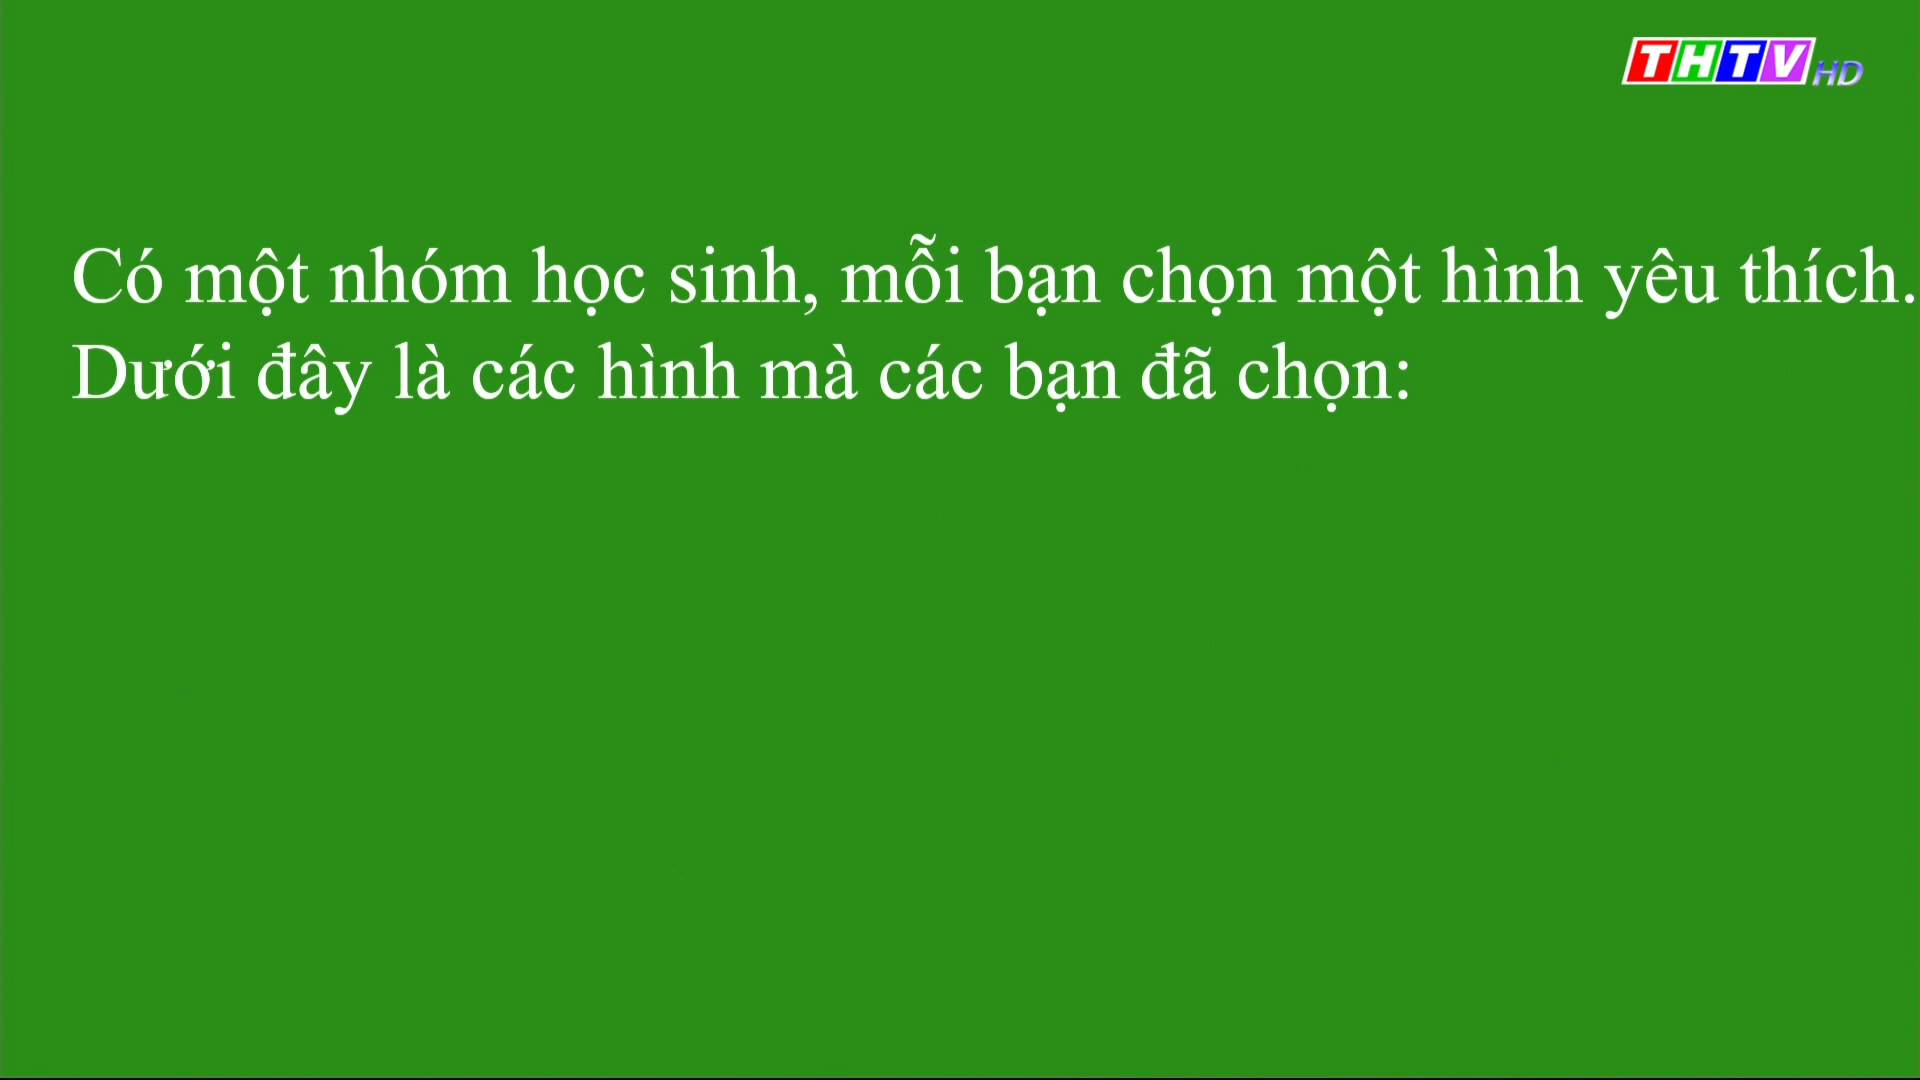 THTV HD
Có một nhóm học sinh, mỗi bạn chọn một hình yêu thích.
Dưới đây là các hình mà các bạn đã chọn: